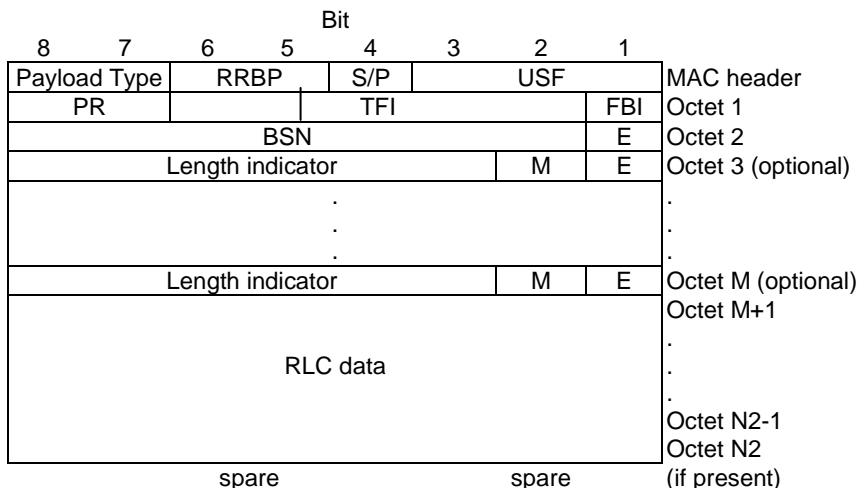 Bit
8 7 6 5 4 3 2 1
Payload Type RRBP S/P USF MAC header
PR TFI FBI Octet 1
BSN E Octet 2
Length indicator M E Octet 3 (optional)
. .
. .
. .
Length indicator M E Octet M (optional)
Octet M+1
.
RLC data .
.
Octet N2-1
Octet N2
spare spare (if present)